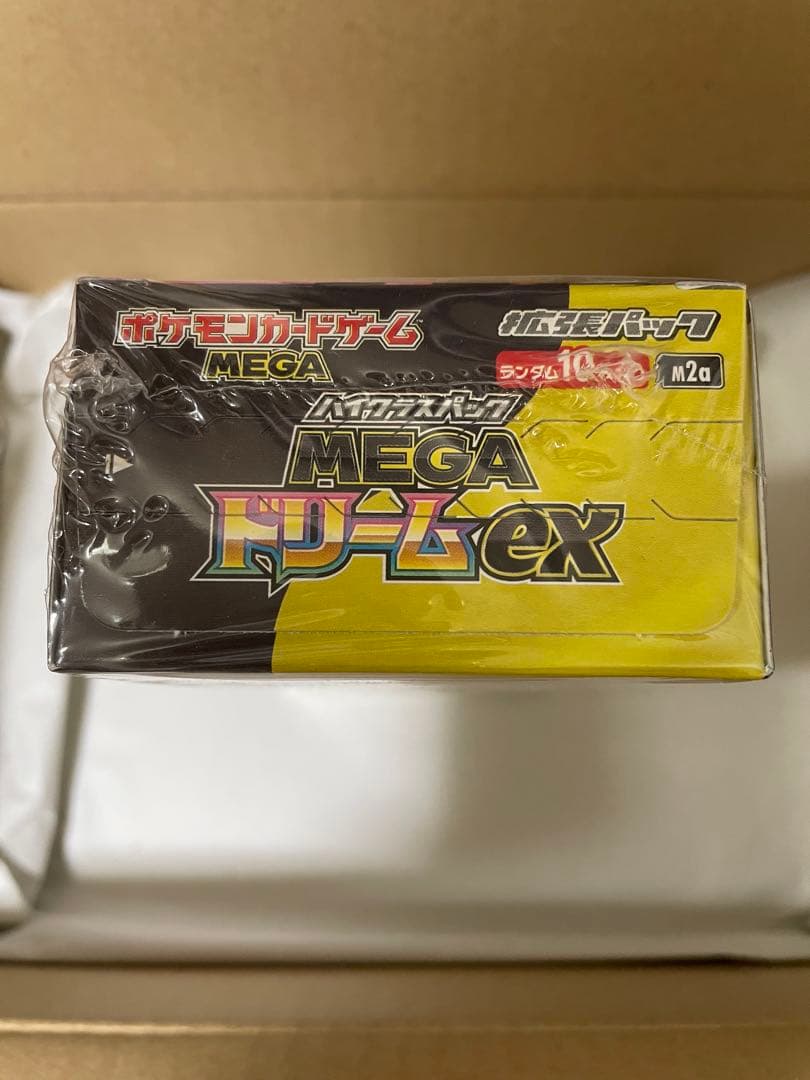 ポケモンカードゲーム
MEGA
拡張パック
ランダム10
M2a
ハイクラスパック
MEGA
ドリームex